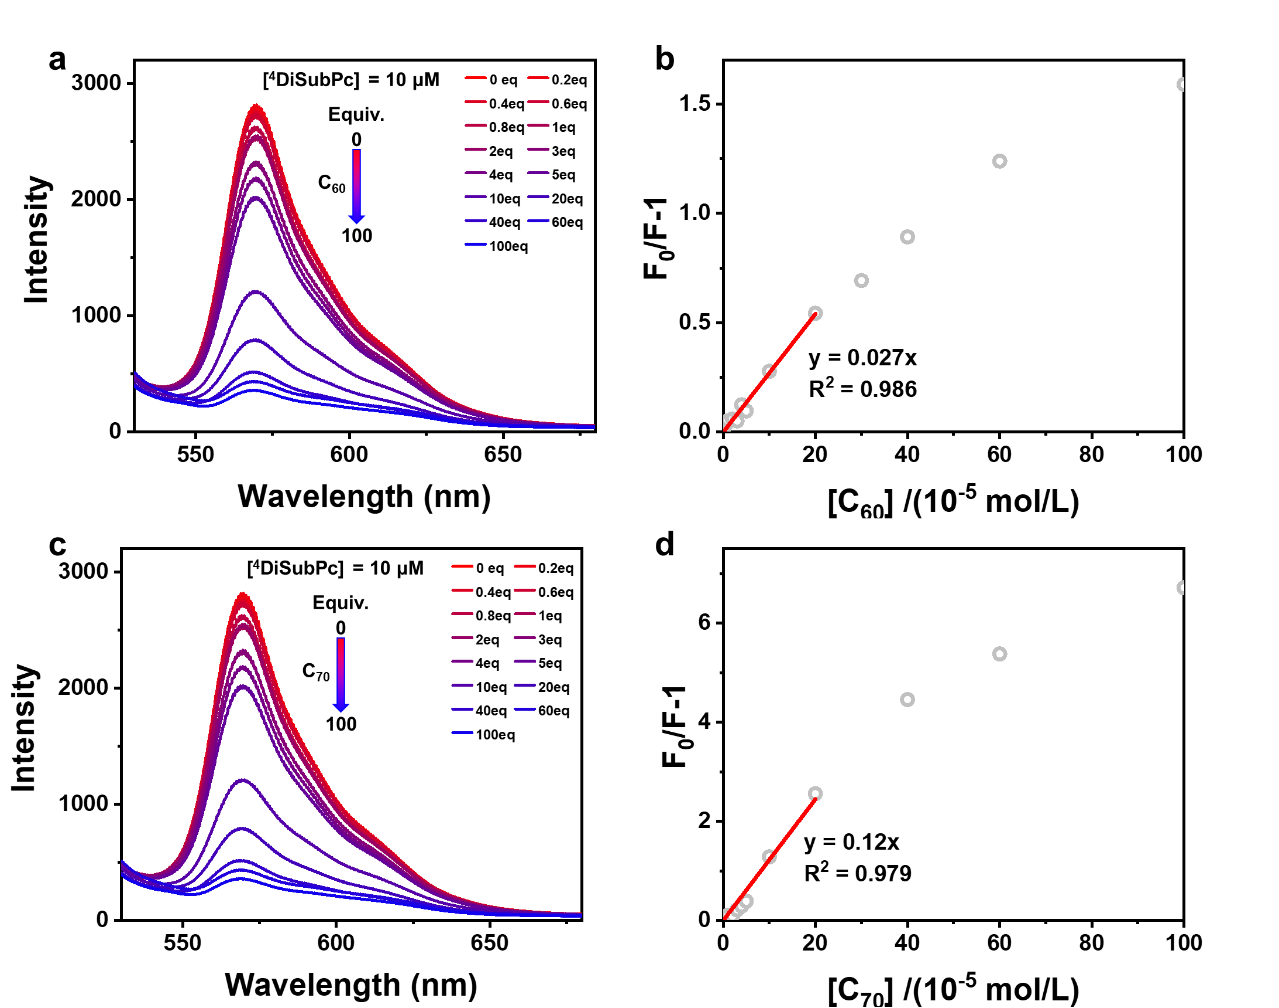 a
[⁴DiSubPc] = 10 µM
Equiv.
0
C₆₀
100
0 eq 0.2eq
0.4eq 0.6eq
0.8eq 1eq
2eq 3eq
4eq 5eq
10eq 20eq
40eq 60eq
100eq
3000
2000
1000
0
Intensity
550 600 650
Wavelength (nm)
b
1.5
1.0
0.5
0.0
F₀/F-1
y = 0.027x
R² = 0.986
0 20 40 60 80 100
[C₆₀] /(10⁻⁵ mol/L)
c
[⁴DiSubPc] = 10 µM
Equiv.
0
C₇₀
100
0 eq 0.2eq
0.4eq 0.6eq
0.8eq 1eq
2eq 3eq
4eq 5eq
10eq 20eq
40eq 60eq
100eq
3000
2000
1000
0
Intensity
550 600 650
Wavelength (nm)
d
6
4
2
0
F₀/F-1
y = 0.12x
R² = 0.979
0 20 40 60 80 100
[C₇₀] /(10⁻⁵ mol/L)